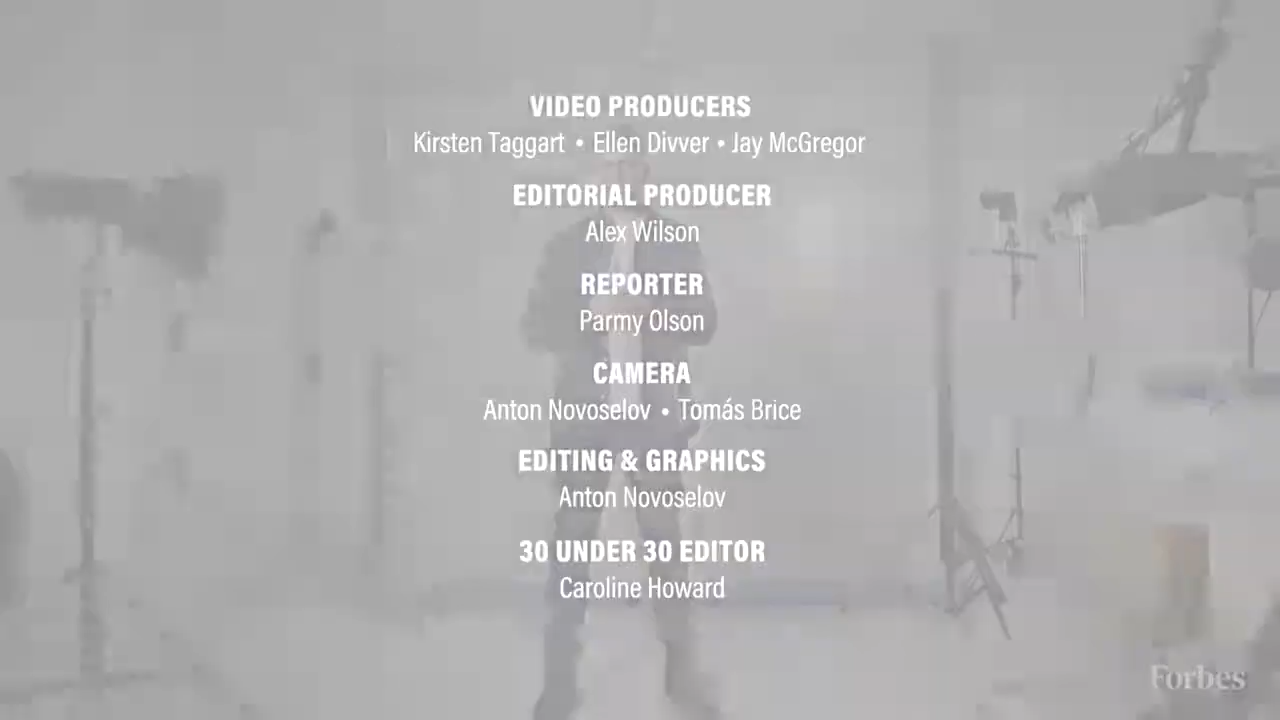 VIDEO PRODUCERS
Kirsten Taggart • Ellen Divver • Jay McGregor
EDITORIAL PRODUCER
Alex Wilson
REPORTER
Parmy Olson
CAMERA
Anton Novoselov • Tomás Brice
EDITING & GRAPHICS
Anton Novoselov
30 UNDER 30 EDITOR
Caroline Howard
Forbes